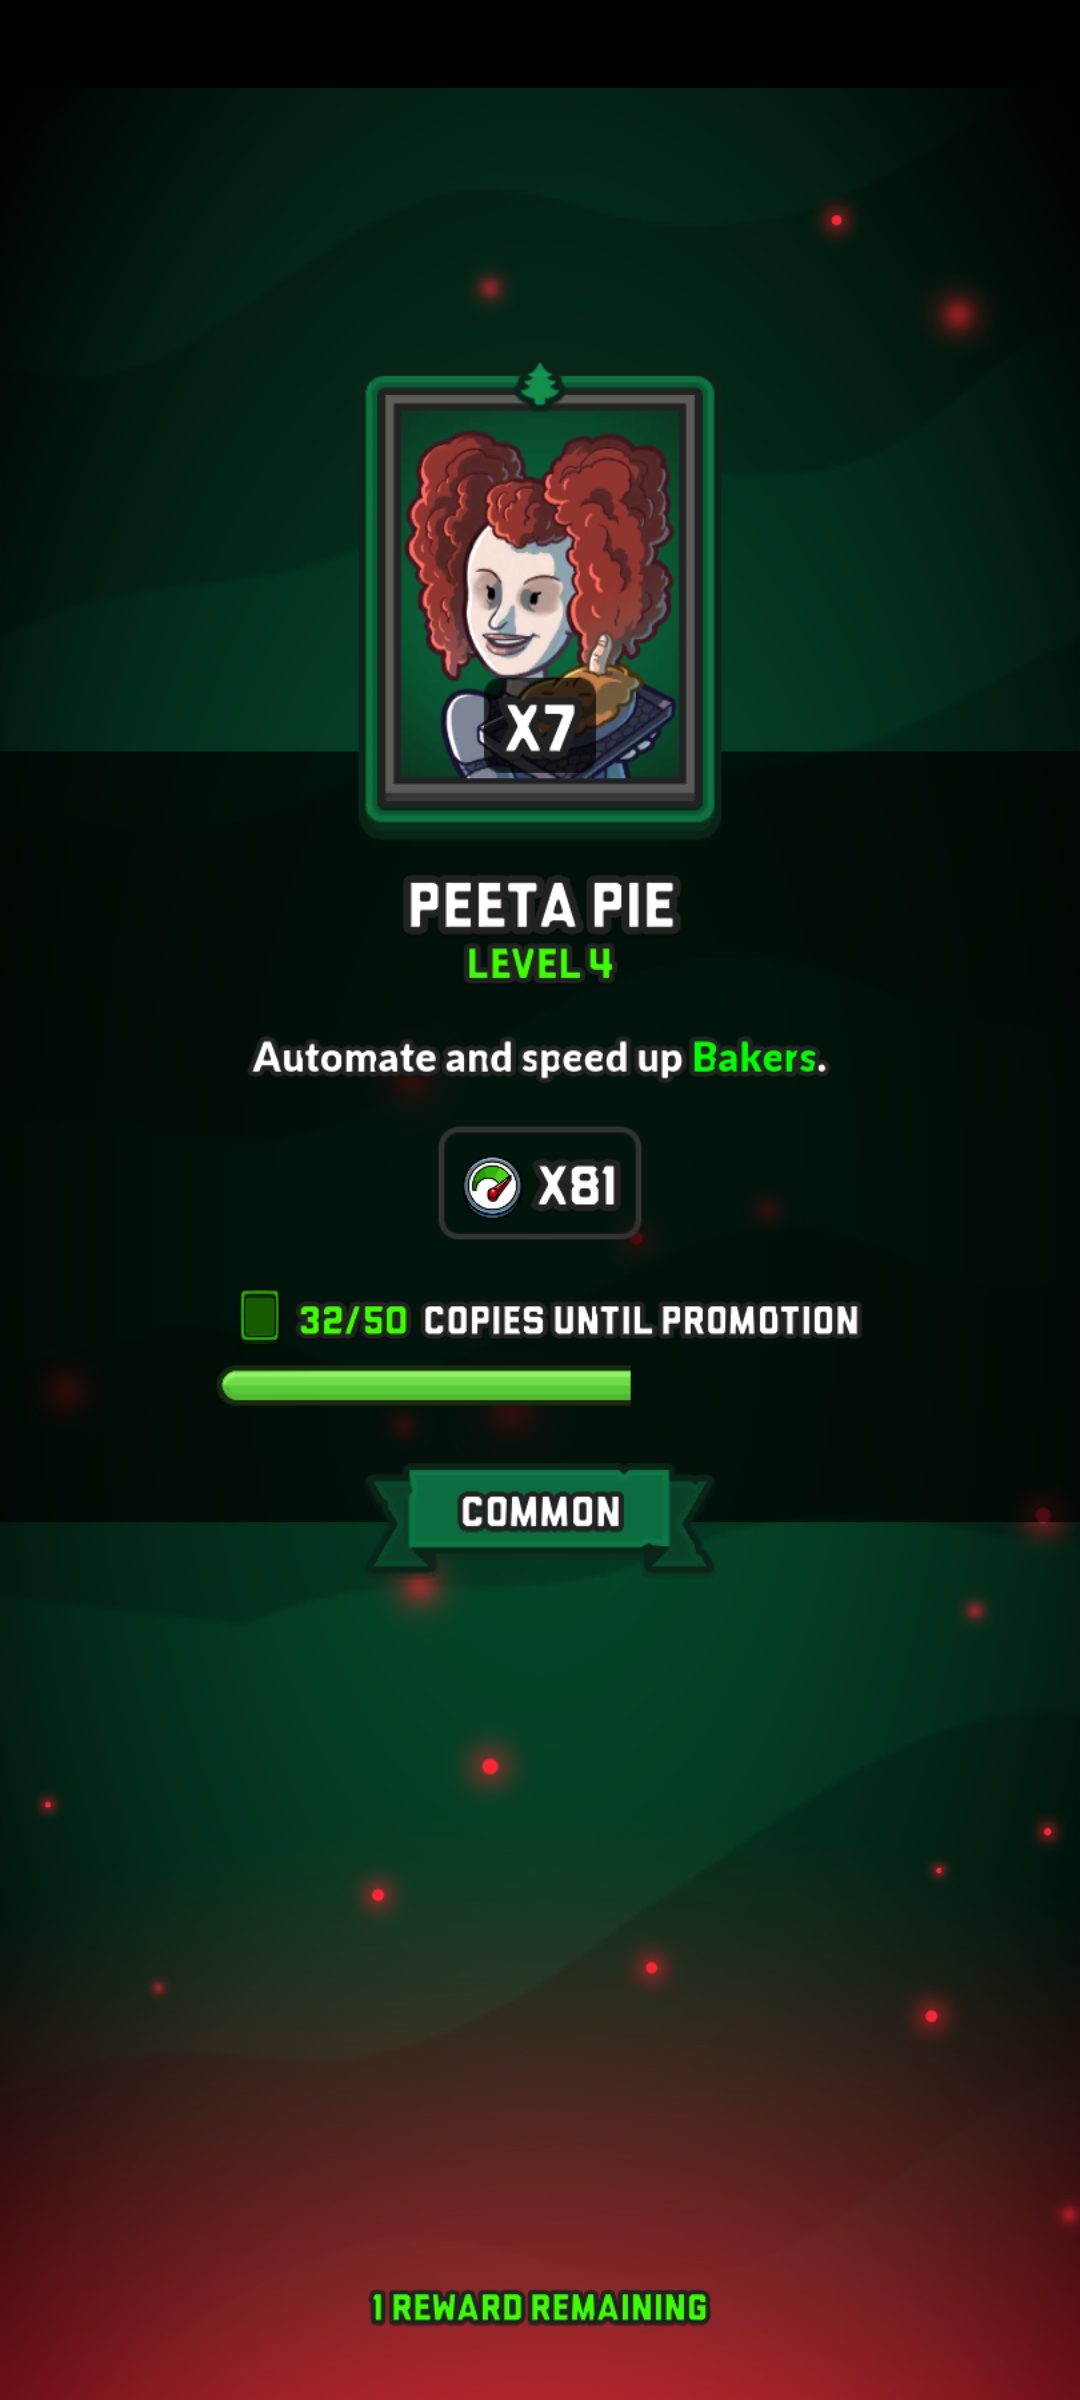 X7
PEETA PIE
LEVEL 4
Automate and speed up Bakers.
X81
32/50 COPIES UNTIL PROMOTION
COMMON
1 REWARD REMAINING